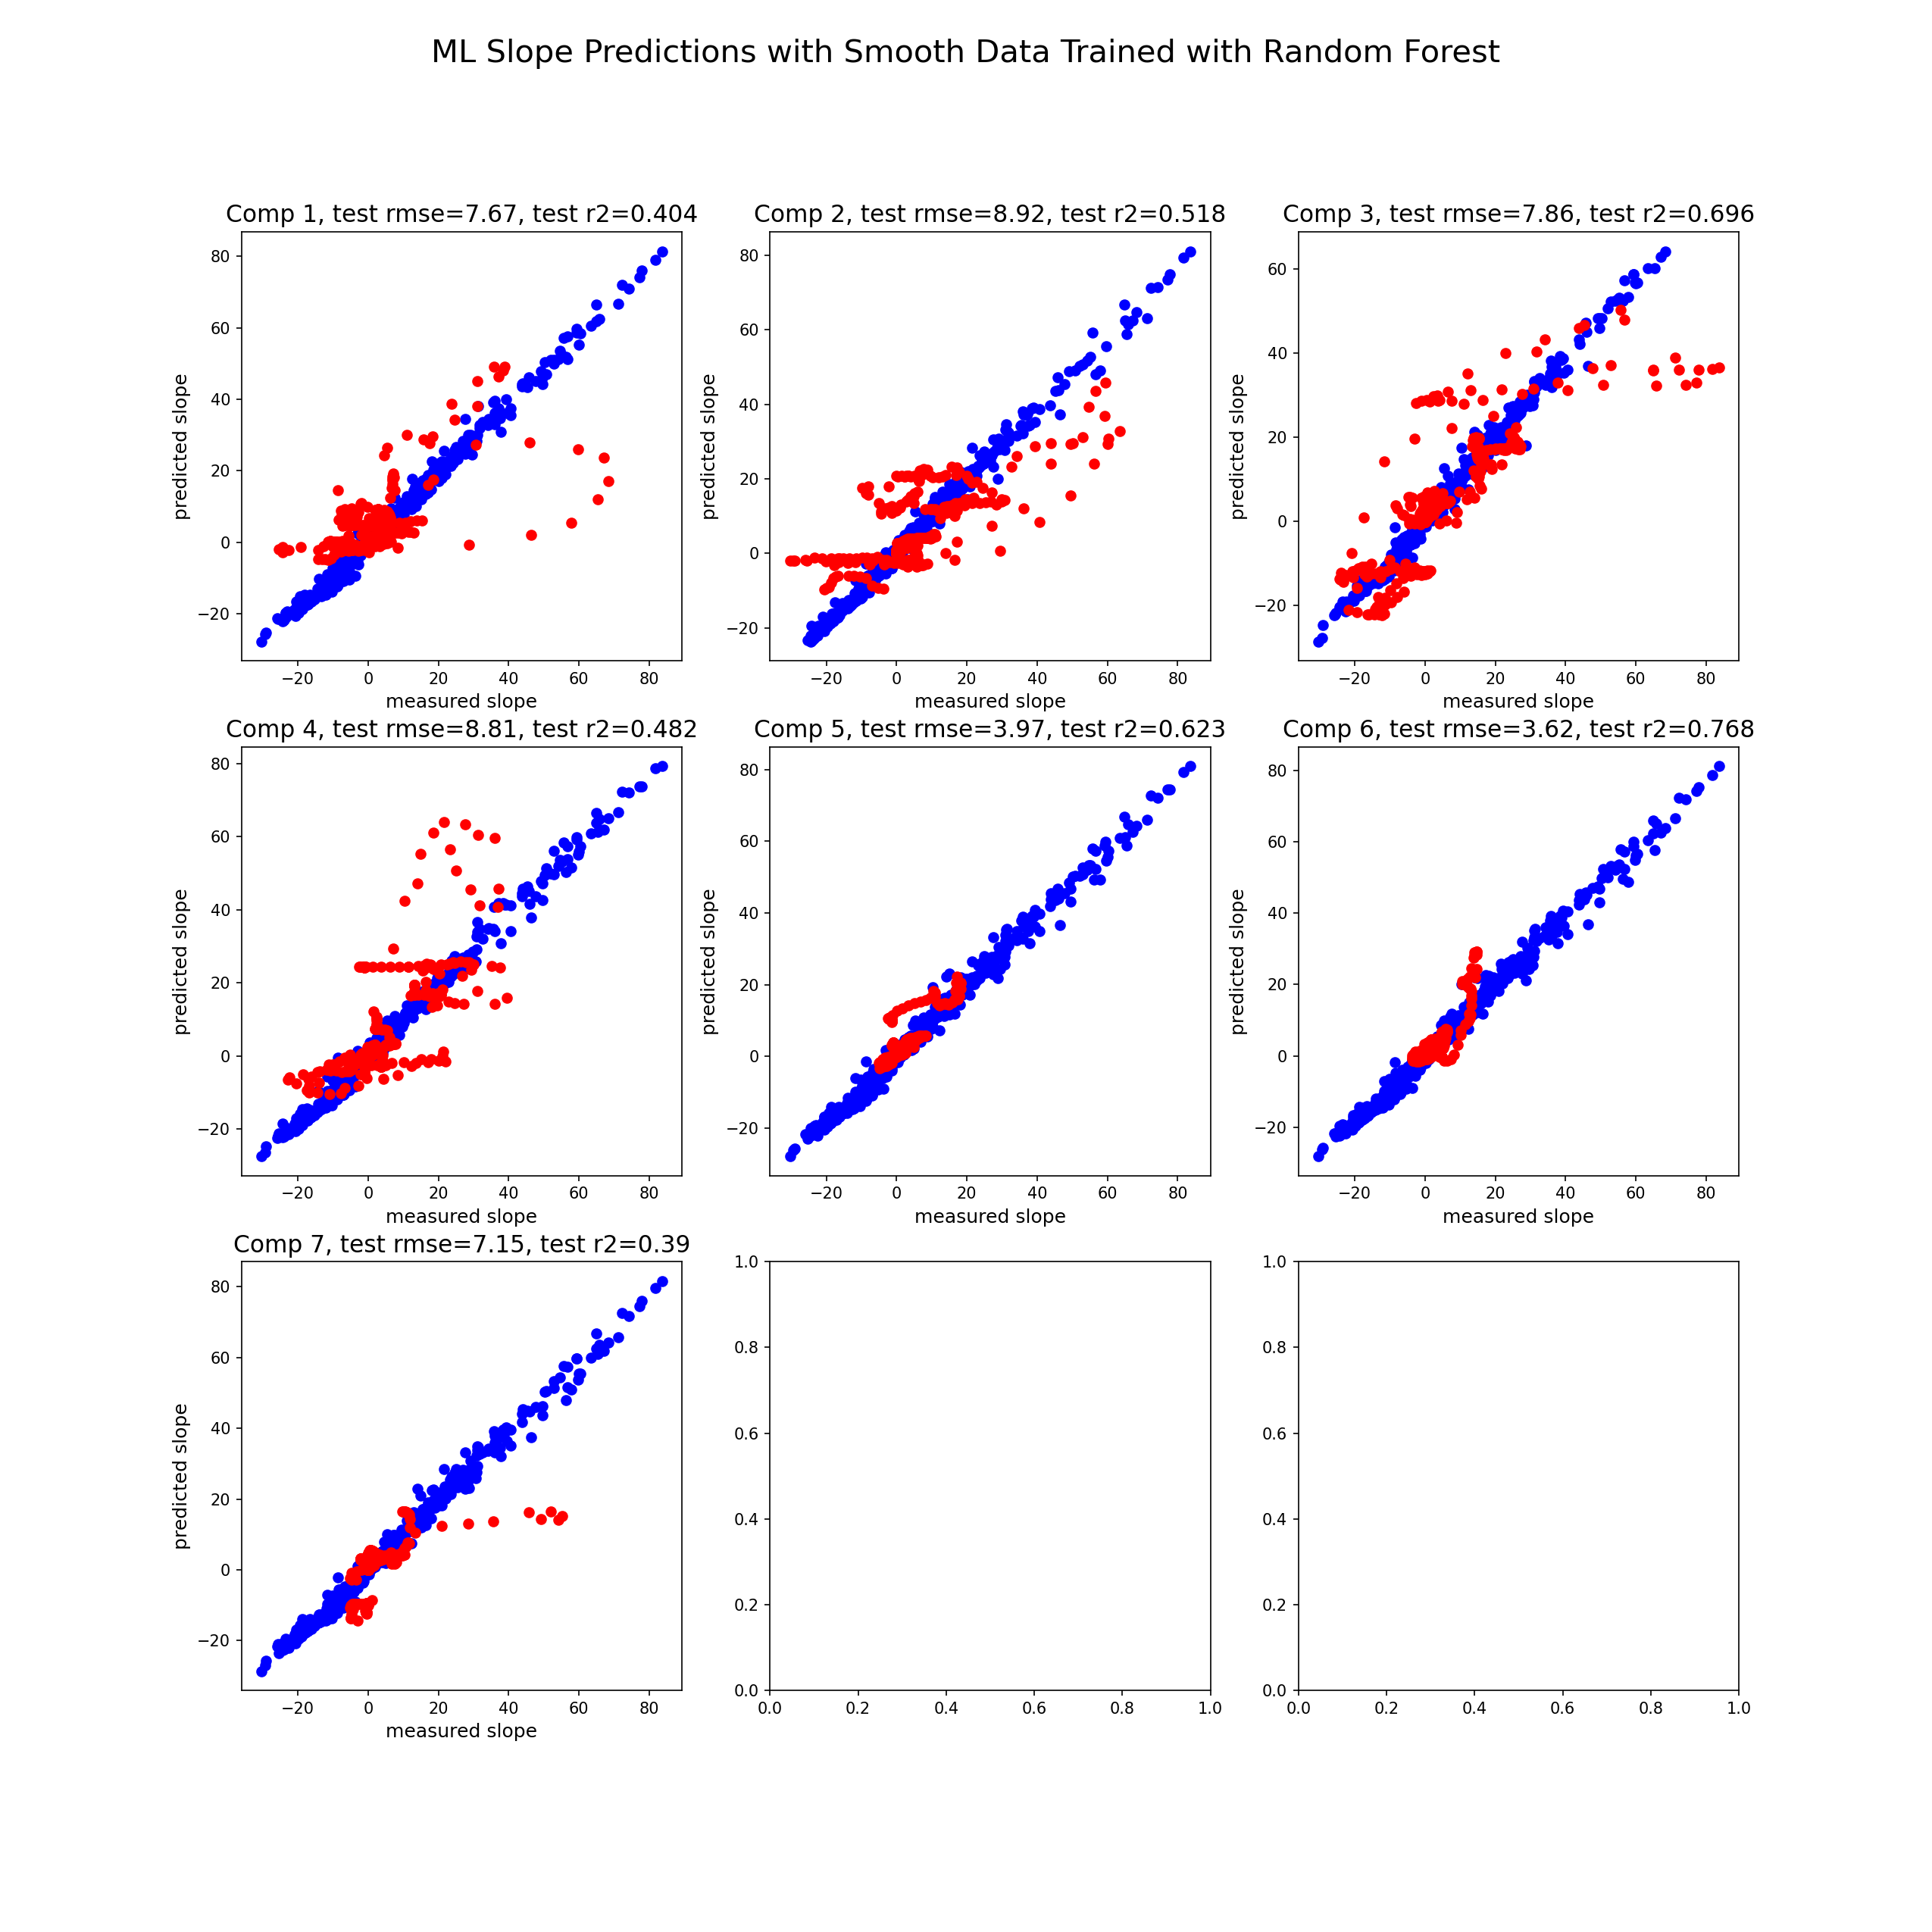 ML Slope Predictions with Smooth Data Trained with Random Forest
Comp 1, test rmse=7.67, test r2=0.404
80
60
40
20
0
−20
predicted slope
−20 0 20 40 60 80
measured slope
Comp 2, test rmse=8.92, test r2=0.518
80
60
40
20
0
−20
predicted slope
−20 0 20 40 60 80
measured slope
Comp 3, test rmse=7.86, test r2=0.696
60
40
20
0
−20
predicted slope
−20 0 20 40 60 80
measured slope
Comp 4, test rmse=8.81, test r2=0.482
80
60
40
20
0
−20
predicted slope
−20 0 20 40 60 80
measured slope
Comp 5, test rmse=3.97, test r2=0.623
80
60
40
20
0
−20
predicted slope
−20 0 20 40 60 80
measured slope
Comp 6, test rmse=3.62, test r2=0.768
80
60
40
20
0
−20
predicted slope
−20 0 20 40 60 80
measured slope
Comp 7, test rmse=7.15, test r2=0.39
80
60
40
20
0
−20
predicted slope
−20 0 20 40 60 80
measured slope
1.0
0.8
0.6
0.4
0.2
0.0
0.0 0.2 0.4 0.6 0.8 1.0
1.0
0.8
0.6
0.4
0.2
0.0
0.0 0.2 0.4 0.6 0.8 1.0